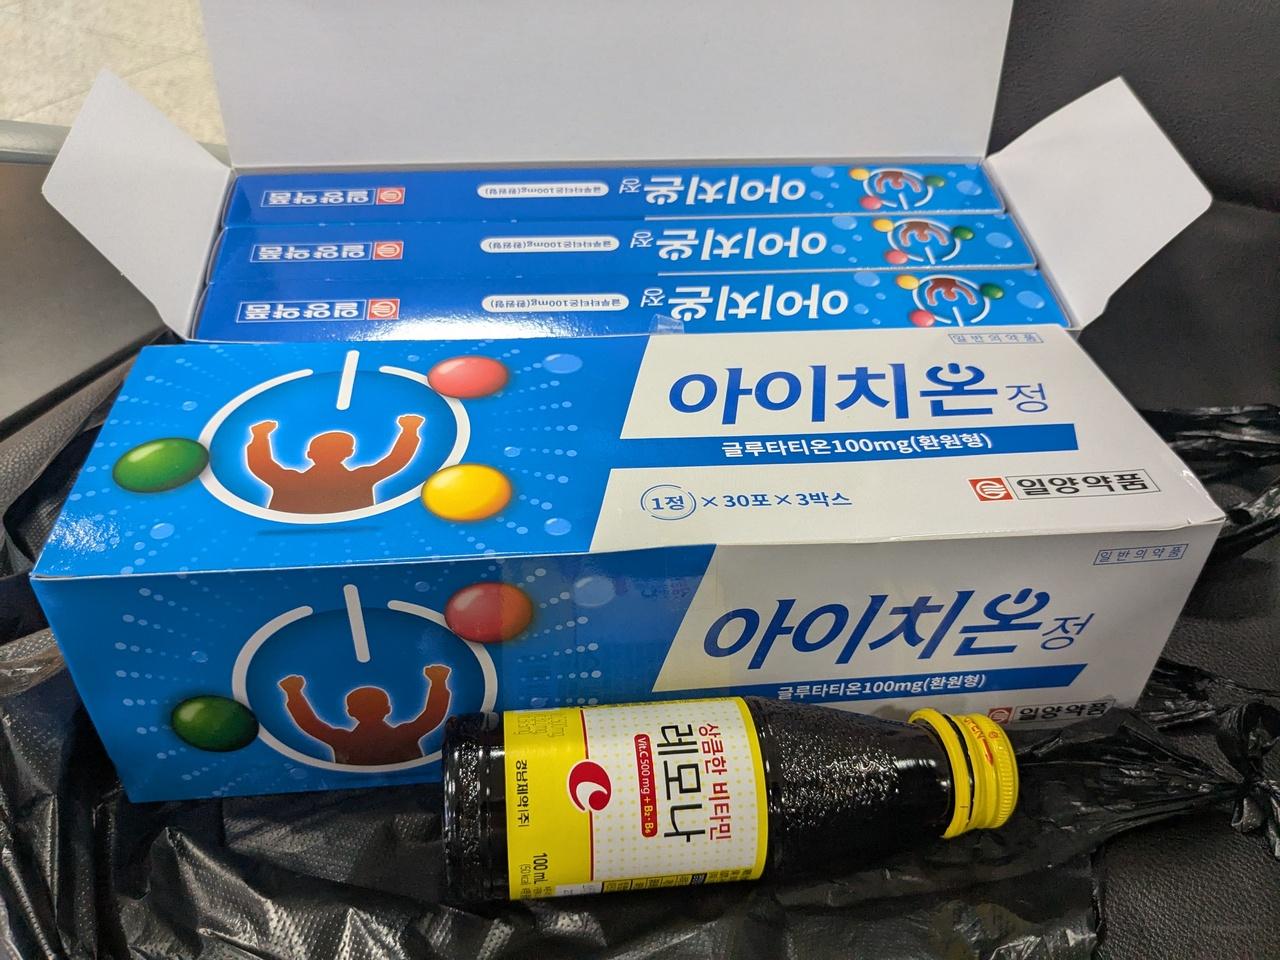 아이치온정
글루타티온100mg(환원형)
일양약품
아이치온정
글루타티온100mg(환원형)
일양약품
아이치온정
글루타티온100mg(환원형)
일양약품
일반의약품
아이치온정
글루타티온100mg(환원형)
1정×30포×3박스
일양약품
일반의약품
아이치온정
글루타티온100mg(환원형)
일양약품
상큼한 비타민
레모나
Vit.C 500 mg + B₂·B₆
경남제약(주)
100 mL
(50 kcal)